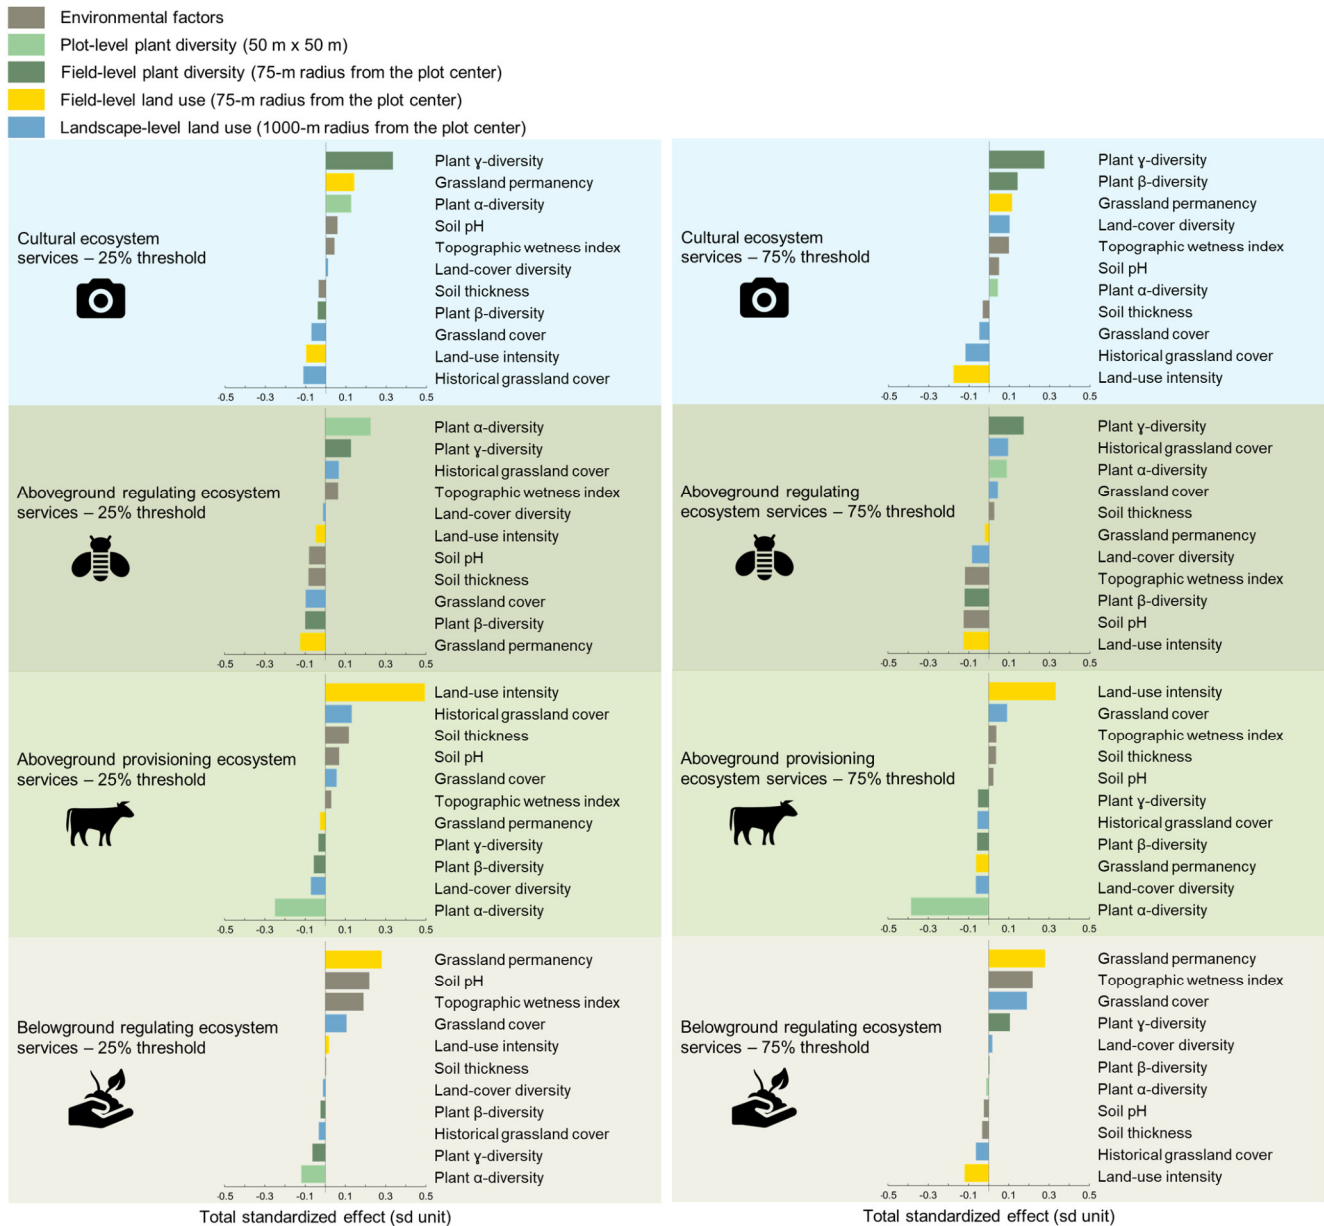 Environmental factors
Plot-level plant diversity (50 m x 50 m)
Field-level plant diversity (75-m radius from the plot center)
Field-level land use (75-m radius from the plot center)
Landscape-level land use (1000-m radius from the plot center)
Cultural ecosystem
services – 25% threshold
Plant ɣ-diversity
Grassland permanency
Plant α-diversity
Soil pH
Topographic wetness index
Land-cover diversity
Soil thickness
Plant β-diversity
Grassland cover
Land-use intensity
Historical grassland cover
-0.5 -0.3 -0.1 0.1 0.3 0.5
Cultural ecosystem
services – 75% threshold
Plant ɣ-diversity
Plant β-diversity
Grassland permanency
Land-cover diversity
Topographic wetness index
Soil pH
Plant α-diversity
Soil thickness
Grassland cover
Historical grassland cover
Land-use intensity
-0.5 -0.3 -0.1 0.1 0.3 0.5
Aboveground regulating ecosystem
services – 25% threshold
Plant α-diversity
Plant ɣ-diversity
Historical grassland cover
Topographic wetness index
Land-cover diversity
Land-use intensity
Soil pH
Soil thickness
Grassland cover
Plant β-diversity
Grassland permanency
-0.5 -0.3 -0.1 0.1 0.3 0.5
Aboveground regulating
ecosystem services – 75% threshold
Plant ɣ-diversity
Historical grassland cover
Plant α-diversity
Grassland cover
Soil thickness
Grassland permanency
Land-cover diversity
Topographic wetness index
Plant β-diversity
Soil pH
Land-use intensity
-0.5 -0.3 -0.1 0.1 0.3 0.5
Aboveground provisioning ecosystem
services – 25% threshold
Land-use intensity
Historical grassland cover
Soil thickness
Soil pH
Grassland cover
Topographic wetness index
Grassland permanency
Plant ɣ-diversity
Plant β-diversity
Land-cover diversity
Plant α-diversity
-0.5 -0.3 -0.1 0.1 0.3 0.5
Aboveground provisioning
ecosystem services – 75% threshold
Land-use intensity
Grassland cover
Topographic wetness index
Soil thickness
Soil pH
Plant ɣ-diversity
Historical grassland cover
Plant β-diversity
Grassland permanency
Land-cover diversity
Plant α-diversity
-0.5 -0.3 -0.1 0.1 0.3 0.5
Belowground regulating ecosystem
services – 25% threshold
Grassland permanency
Soil pH
Topographic wetness index
Grassland cover
Land-use intensity
Soil thickness
Land-cover diversity
Plant β-diversity
Historical grassland cover
Plant ɣ-diversity
Plant α-diversity
-0.5 -0.3 -0.1 0.1 0.3 0.5
Total standardized effect (sd unit)
Belowground regulating ecosystem
services – 75% threshold
Grassland permanency
Topographic wetness index
Grassland cover
Plant ɣ-diversity
Land-cover diversity
Plant β-diversity
Plant α-diversity
Soil pH
Soil thickness
Historical grassland cover
Land-use intensity
-0.5 -0.3 -0.1 0.1 0.3 0.5
Total standardized effect (sd unit)